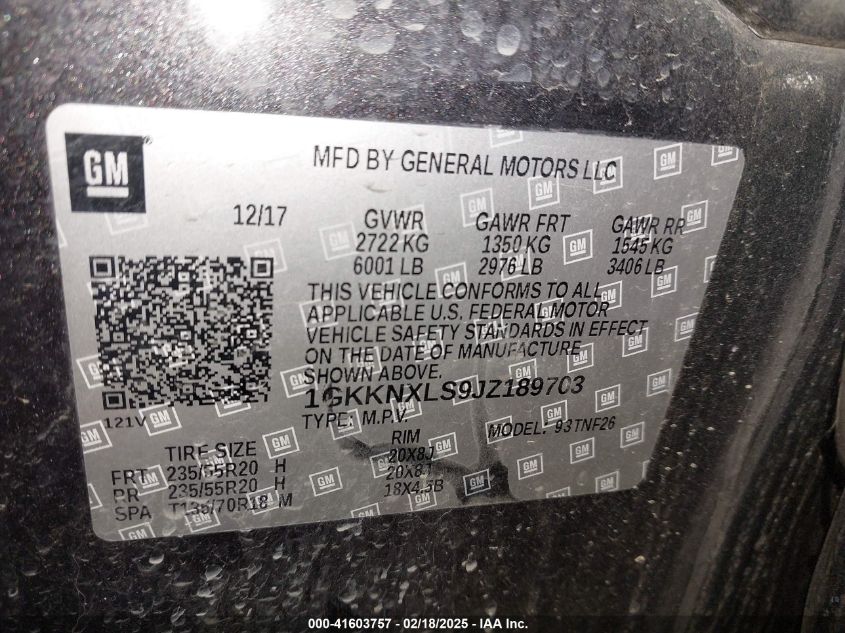 GM
MFD BY GENERAL MOTORS LLC
12/17 GVWR GAWR FRT GAWR RR
2722 KG 1350 KG 1545 KG
6001 LB 2976 LB 3406 LB
THIS VEHICLE CONFORMS TO ALL
APPLICABLE U.S. FEDERAL MOTOR
VEHICLE SAFETY STANDARDS IN EFFECT
ON THE DATE OF MANUFACTURE
SHOWN ABOVE.
1GKKNXLS9JZ189703
121V TYPE: M.P.V. MODEL: 93TNF26
TIRE SIZE RIM
FRT 235/55R20 H 20X8J
RR 235/55R20 H 20X8J
SPA T135/70R18 M 18X4.5B
000-41603757 - 02/18/2025 - IAA Inc.